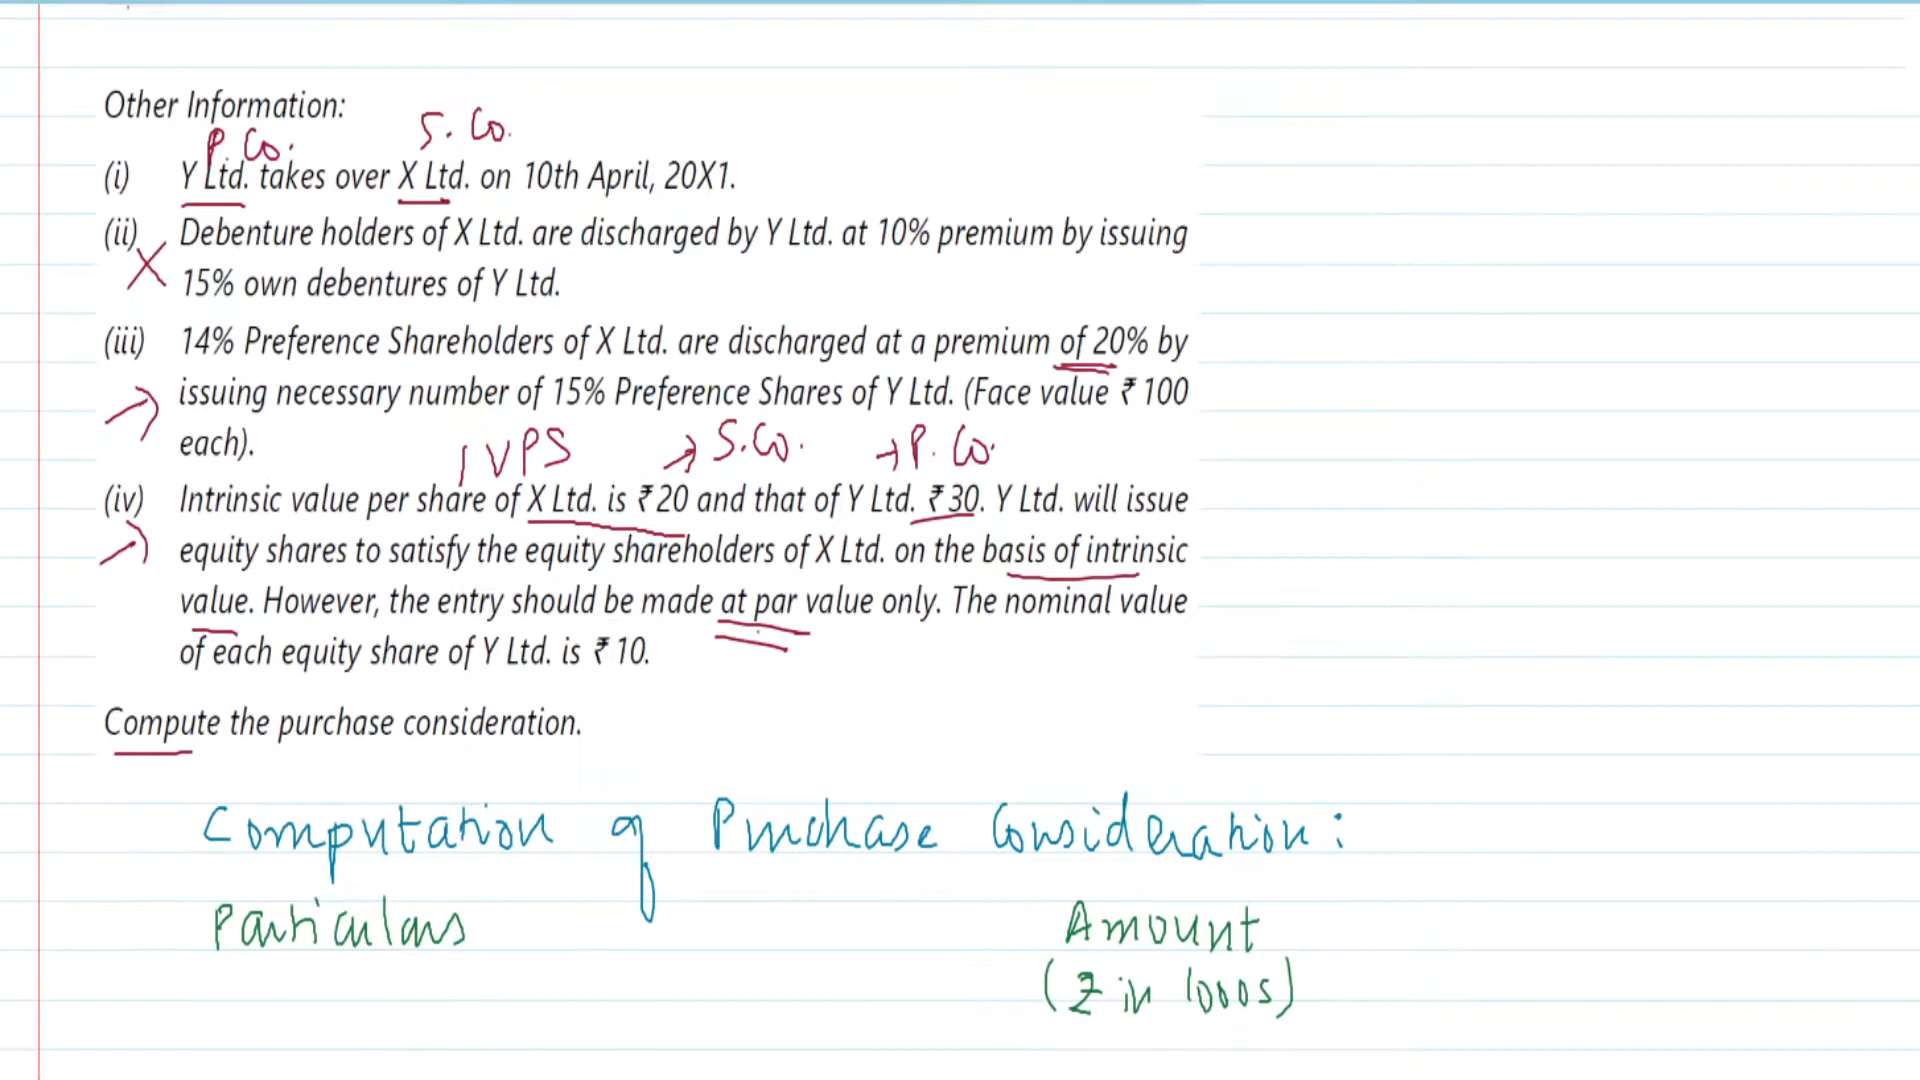 Other Information:
P. Co. S. Co.
(i) Y Ltd. takes over X Ltd. on 10th April, 20X1.
(ii) Debenture holders of X Ltd. are discharged by Y Ltd. at 10% premium by issuing
15% own debentures of Y Ltd.
(iii) 14% Preference Shareholders of X Ltd. are discharged at a premium of 20% by
issuing necessary number of 15% Preference Shares of Y Ltd. (Face value ₹ 100
each).
IVPS → S.Co. → P. Co.
(iv) Intrinsic value per share of X Ltd. is ₹ 20 and that of Y Ltd. ₹ 30. Y Ltd. will issue
equity shares to satisfy the equity shareholders of X Ltd. on the basis of intrinsic
value. However, the entry should be made at par value only. The nominal value
of each equity share of Y Ltd. is ₹ 10.
Compute the purchase consideration.
Computation of Purchase Consideration:
Particulars Amount
(₹ in 1000s)